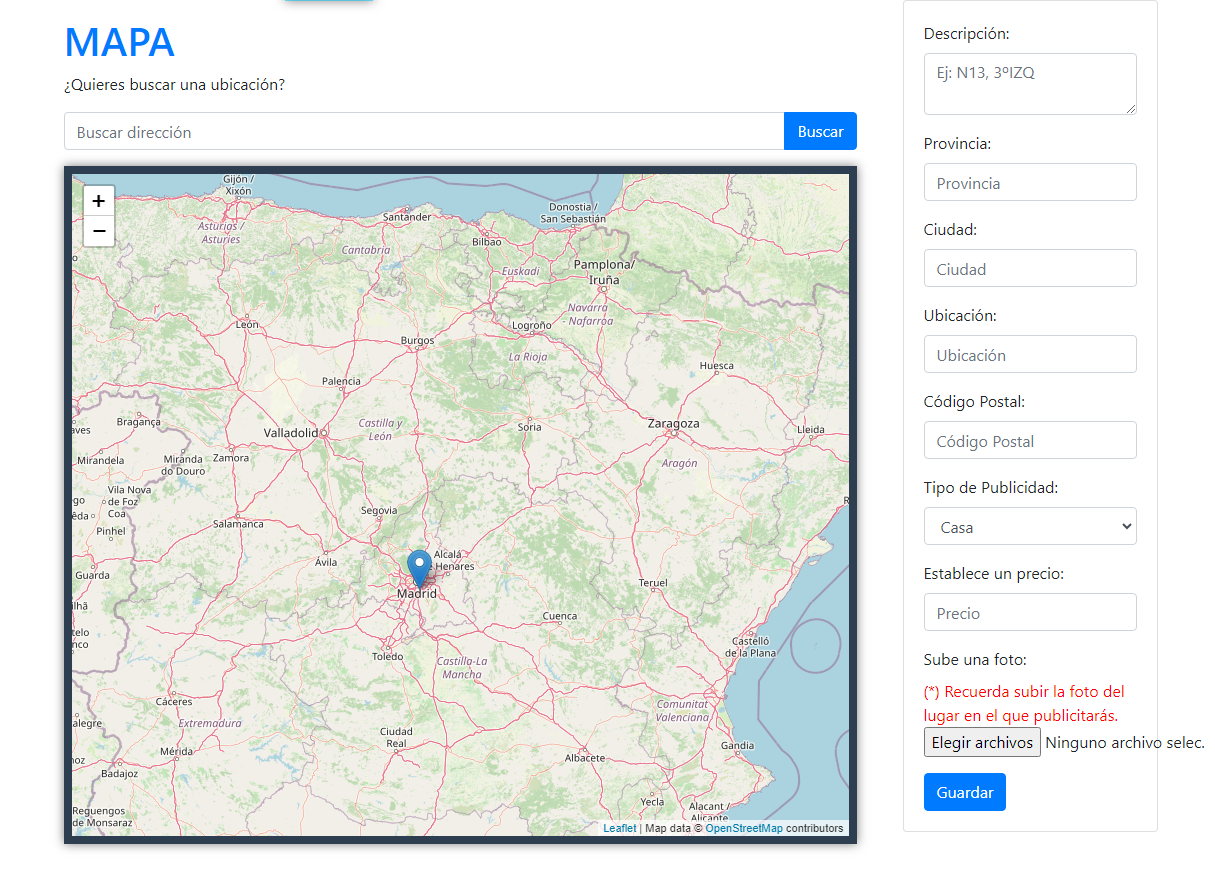 MAPA
¿Quieres buscar una ubicación?
Buscar dirección
Buscar
+
−
Gijón /
Xixón
Santander
Donostia /
San Sebastián
Asturias /
Asturies
Cantabria
Bilbao
Euskadi
Pamplona/
Iruña
Navarra
- Nafarroa
León
Logroño
Burgos
La Rioja
Huesca
Palencia
Bragança
Castilla y
León
Soria
Zaragoza
Lleida
Valladolid
Mirandela
Miranda
do Douro
Zamora
Aragón
Vila Nova
de Foz
Coa
Pinhel
Salamanca
Segovia
Ávila
Alcalá
Henares
Guarda
Madrid
Teruel
Cuenca
Castelló
de la Plana
Toledo
Castilla-La
Mancha
Cáceres
Extremadura
Comunitat
Valenciana
Ciudad
Real
Mérida
Gandia
Albacete
Badajoz
Yecla
Alacant /
Alicante
Reguengos
de Monsaraz
Leaflet | Map data © OpenStreetMap contributors
Descripción:
Ej: N13, 3ºIZQ
Provincia:
Provincia
Ciudad:
Ciudad
Ubicación:
Ubicación
Código Postal:
Código Postal
Tipo de Publicidad:
Casa
Establece un precio:
Precio
Sube una foto:
(*) Recuerda subir la foto del
lugar en el que publicitarás.
Elegir archivos Ninguno archivo selec.
Guardar